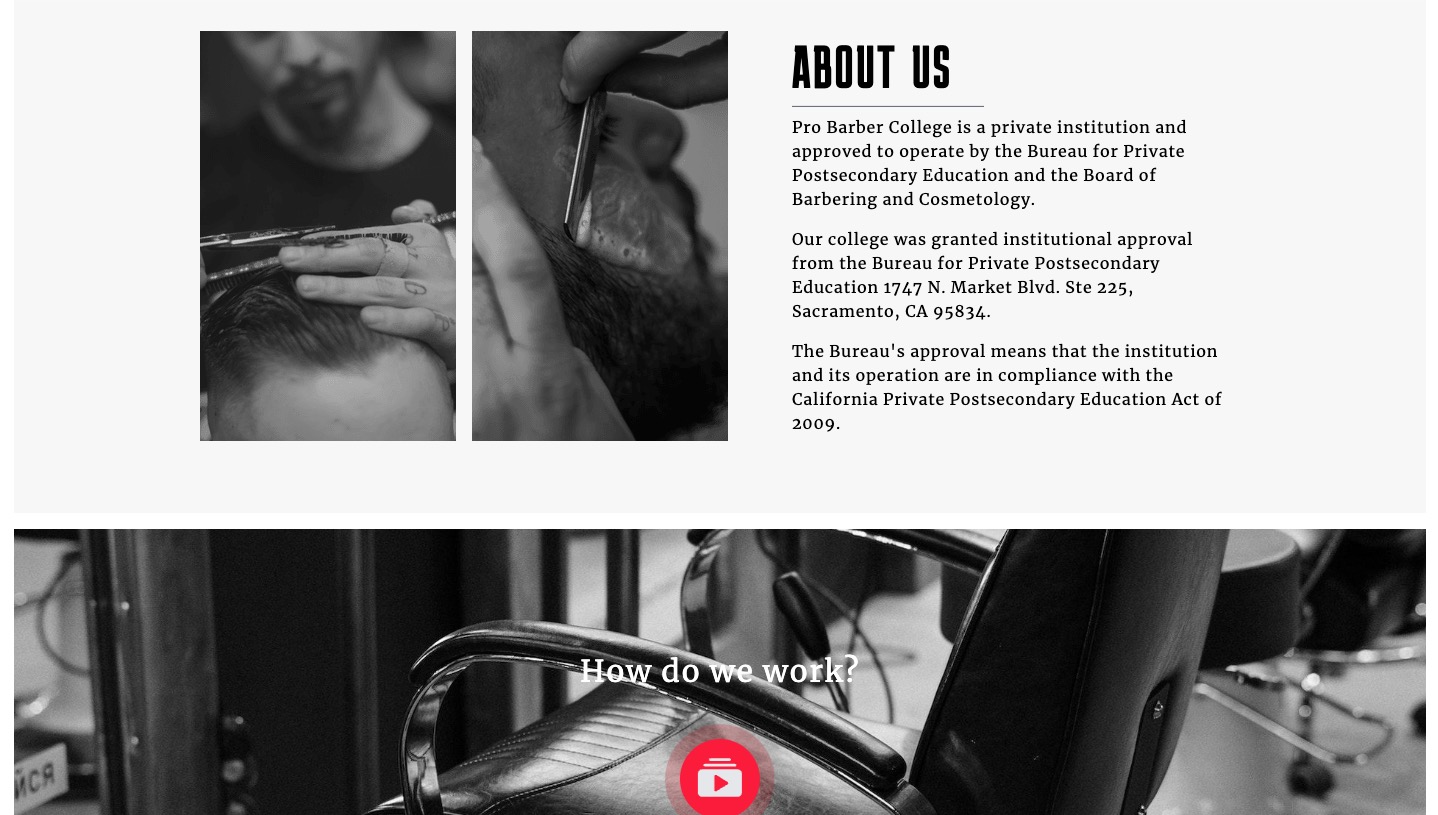 ABOUT US
Pro Barber College is a private institution and
approved to operate by the Bureau for Private
Postsecondary Education and the Board of
Barbering and Cosmetology.
Our college was granted institutional approval
from the Bureau for Private Postsecondary
Education 1747 N. Market Blvd. Ste 225,
Sacramento, CA 95834.
The Bureau's approval means that the institution
and its operation are in compliance with the
California Private Postsecondary Education Act of
2009.
How do we work?
ЙСЯ